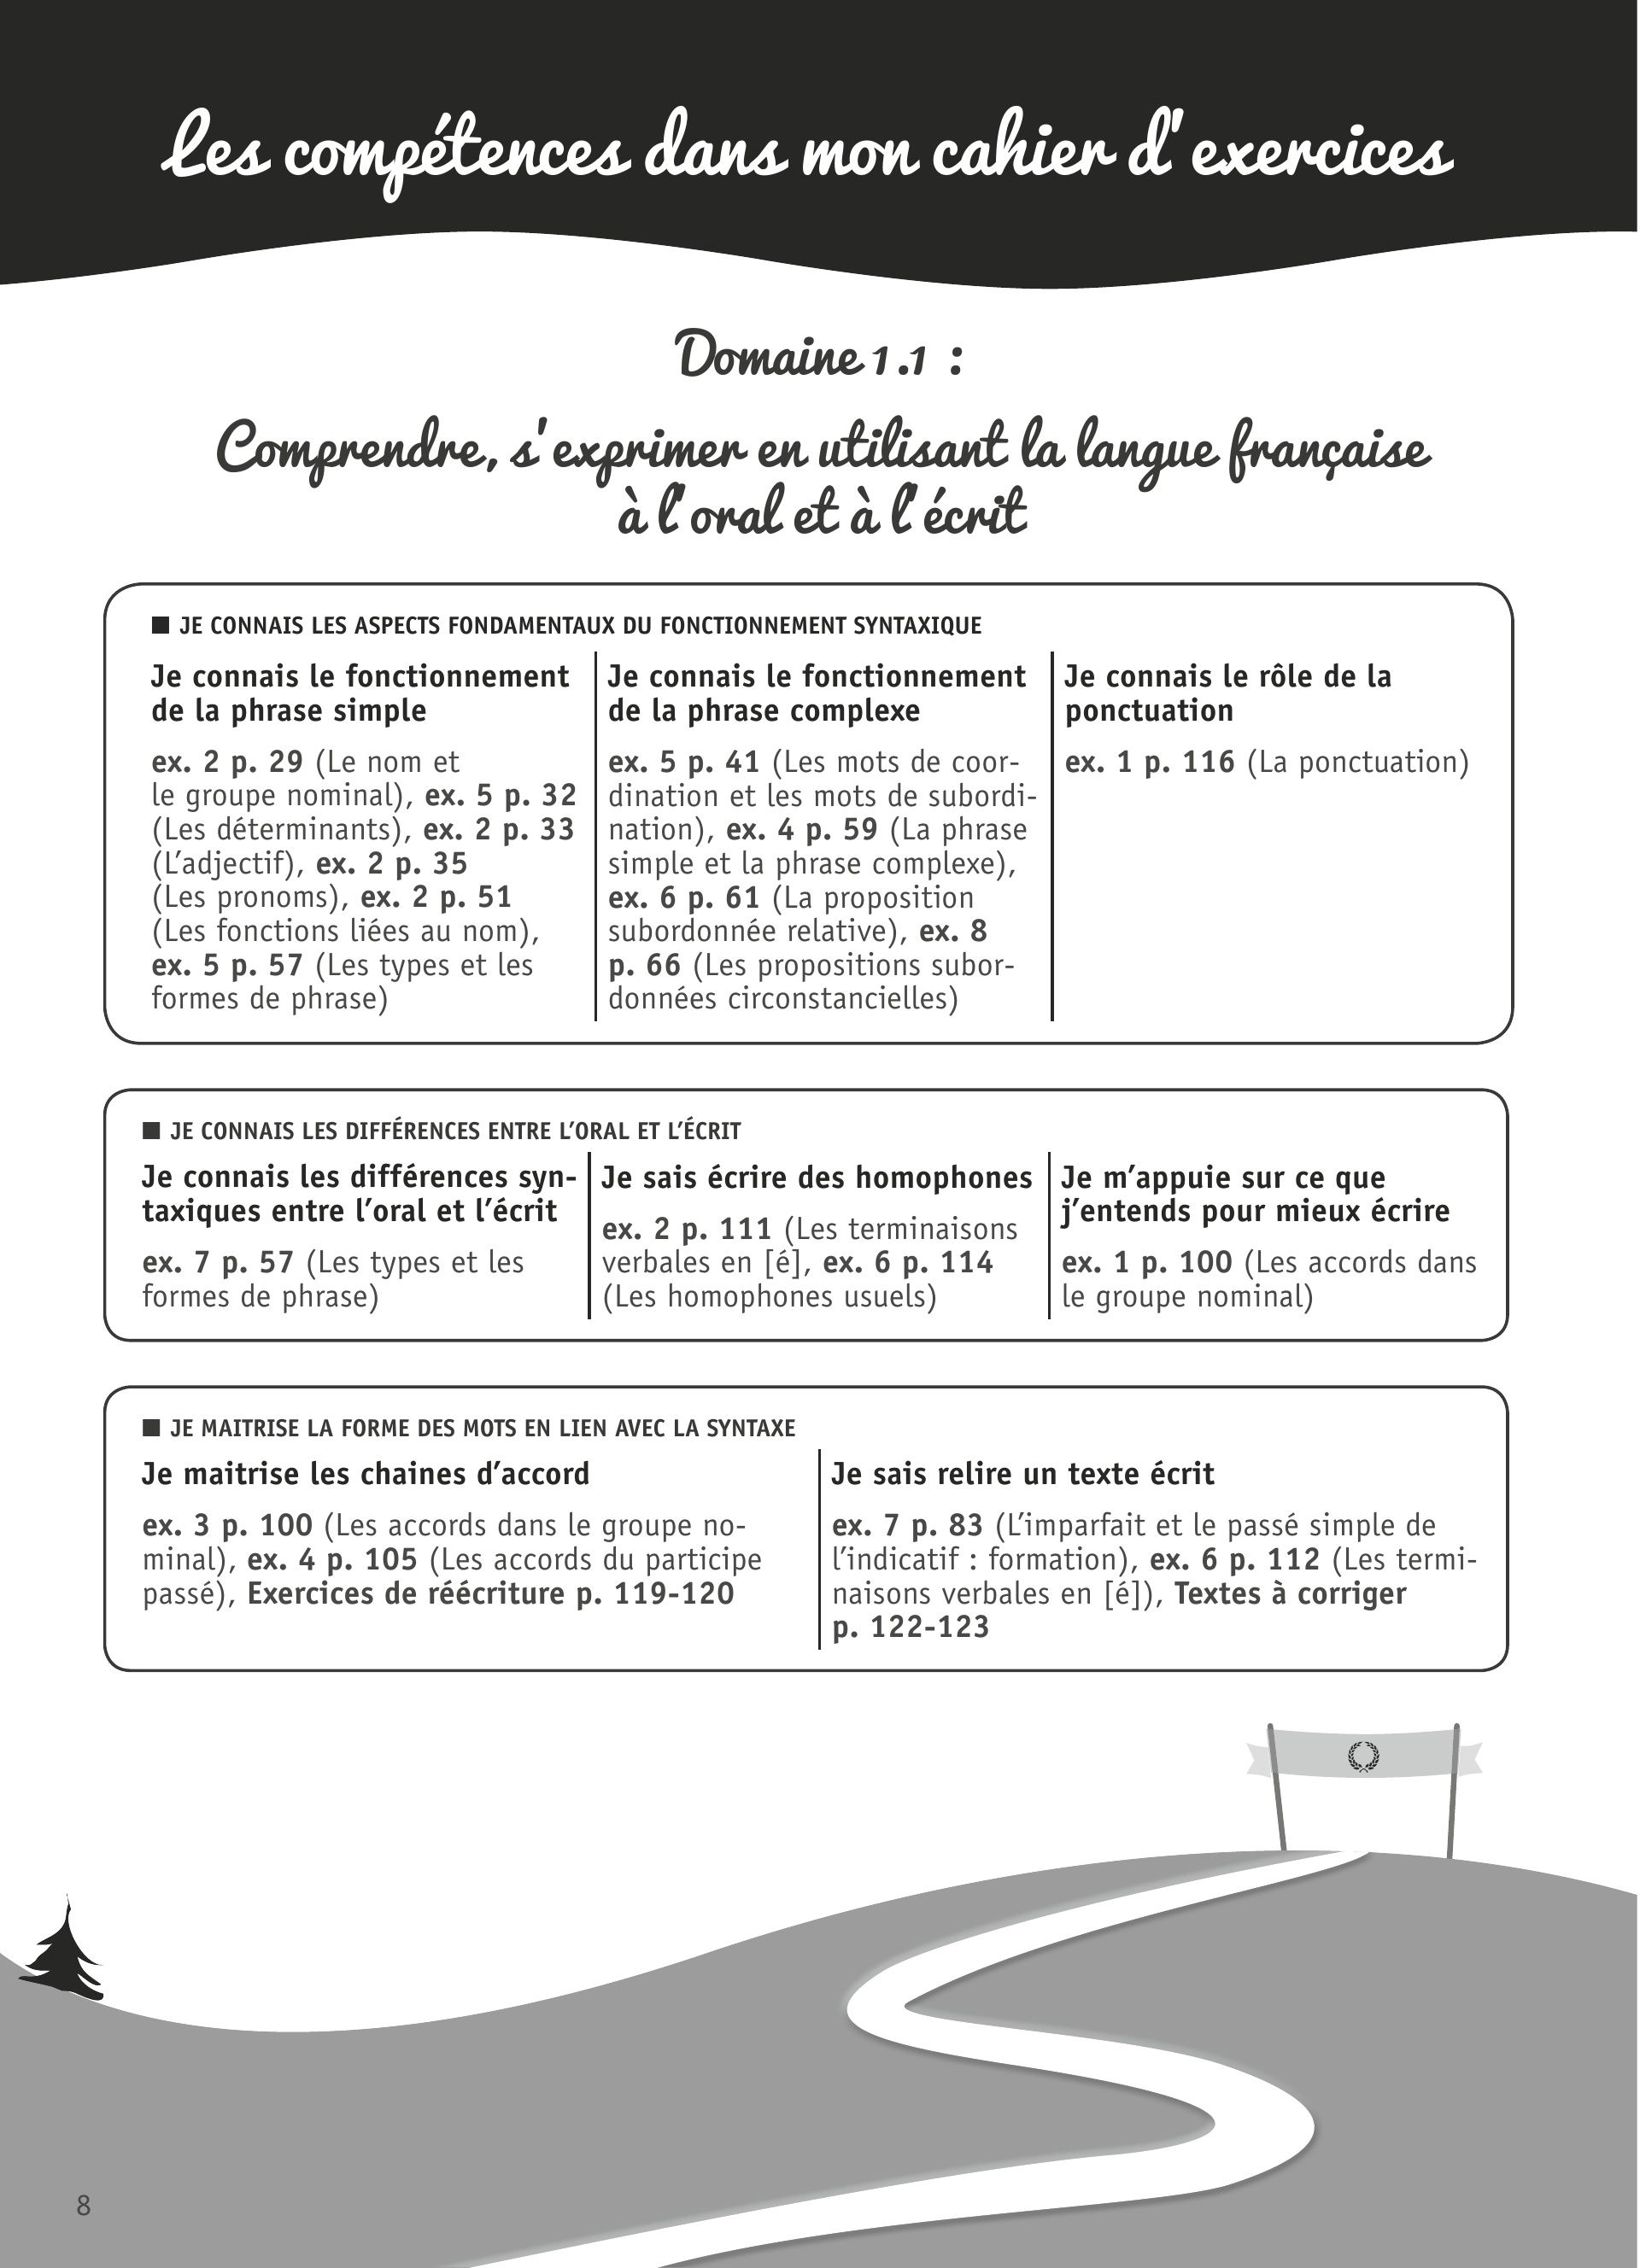 Les compétences dans mon cahier d'exercices
Domaine 1.1 :
Comprendre, s'exprimer en utilisant la langue française
à l'oral et à l'écrit
■ JE CONNAIS LES ASPECTS FONDAMENTAUX DU FONCTIONNEMENT SYNTAXIQUE
Je connais le fonctionnement
de la phrase simple
ex. 2 p. 29 (Le nom et
le groupe nominal), ex. 5 p. 32
(Les déterminants), ex. 2 p. 33
(L’adjectif), ex. 2 p. 35
(Les pronoms), ex. 2 p. 51
(Les fonctions liées au nom),
ex. 5 p. 57 (Les types et les
formes de phrase)
Je connais le fonctionnement
de la phrase complexe
ex. 5 p. 41 (Les mots de coor-
dination et les mots de subordi-
nation), ex. 4 p. 59 (La phrase
simple et la phrase complexe),
ex. 6 p. 61 (La proposition
subordonnée relative), ex. 8
p. 66 (Les propositions subor-
données circonstancielles)
Je connais le rôle de la
ponctuation
ex. 1 p. 116 (La ponctuation)
■ JE CONNAIS LES DIFFÉRENCES ENTRE L’ORAL ET L’ÉCRIT
Je connais les différences syn-
taxiques entre l’oral et l’écrit
ex. 7 p. 57 (Les types et les
formes de phrase)
Je sais écrire des homophones
ex. 2 p. 111 (Les terminaisons
verbales en [é], ex. 6 p. 114
(Les homophones usuels)
Je m’appuie sur ce que
j’entends pour mieux écrire
ex. 1 p. 100 (Les accords dans
le groupe nominal)
■ JE MAITRISE LA FORME DES MOTS EN LIEN AVEC LA SYNTAXE
Je maitrise les chaines d’accord
ex. 3 p. 100 (Les accords dans le groupe no-
minal), ex. 4 p. 105 (Les accords du participe
passé), Exercices de réécriture p. 119-120
Je sais relire un texte écrit
ex. 7 p. 83 (L’imparfait et le passé simple de
l’indicatif : formation), ex. 6 p. 112 (Les termi-
naisons verbales en [é]), Textes à corriger
p. 122-123
8